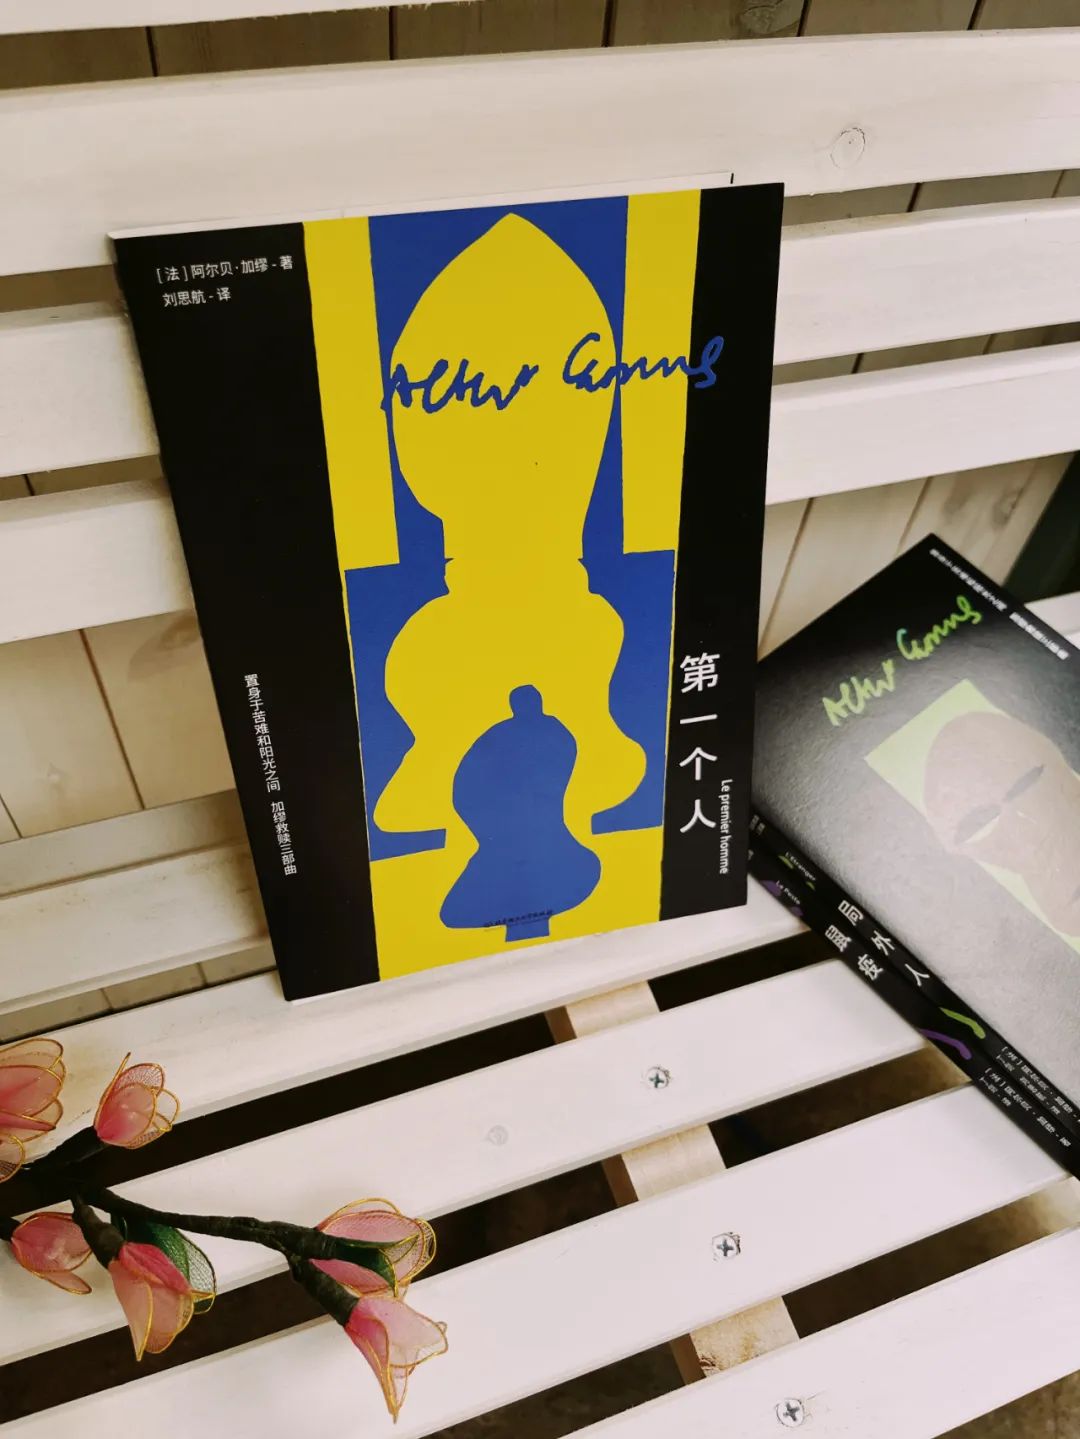 [法]阿尔贝·加缪-著
刘思航-译
Albert Camus
第一个人
Le premier homme
置身于苦难和阳光之间 加缪救赎三部曲
Albert Camus
L'Etranger
局外人
La Peste
鼠疫